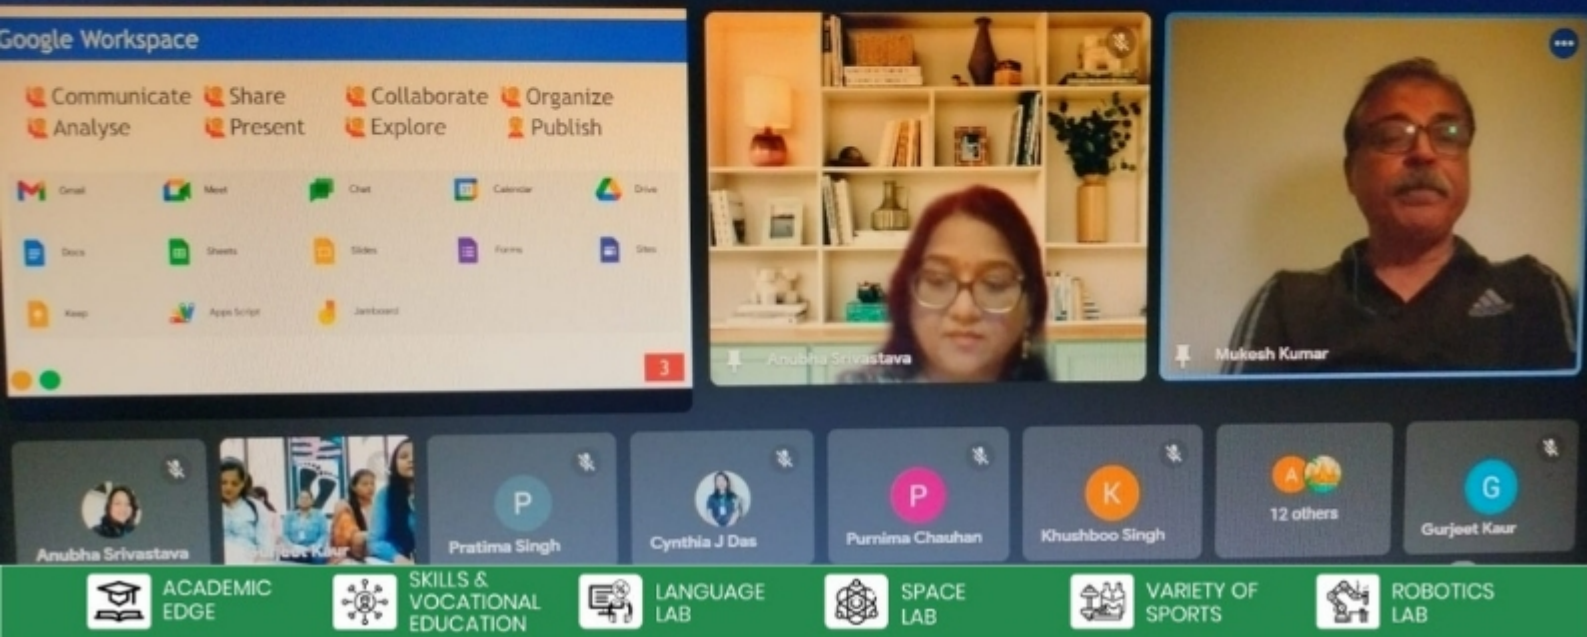 Google Workspace
Communicate Share Collaborate Organize
Analyse Present Explore Publish
Gmail Meet Chat Calendar Drive
Docs Sheets Slides Forms Sites
Keep Apps Script Jamboard
3
Anubha Srivastava
Mukesh Kumar
P
P
K
A
G
12 others
Anubha Srivastava
Gurjeet Kaur
Pratima Singh
Cynthia J Das
Purnima Chauhan
Khushboo Singh
Gurjeet Kaur
ACADEMIC
EDGE
SKILLS &
VOCATIONAL
EDUCATION
LANGUAGE
LAB
SPACE
LAB
VARIETY OF
SPORTS
ROBOTICS
LAB